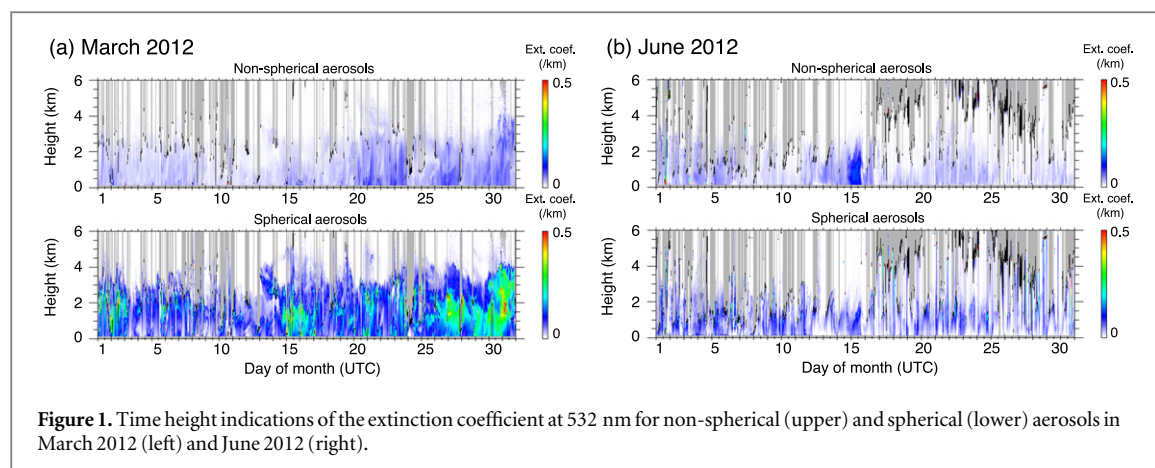 (a) March 2012
Non-spherical aerosols
Ext. coef.
(/km)
0.5
0
Height (km)
6
4
2
0
1 5 10 15 20 25 30
Spherical aerosols
Ext. coef.
(/km)
0.5
0
Height (km)
6
4
2
0
1 5 10 15 20 25 30
Day of month (UTC)
(b) June 2012
Non-spherical aerosols
Ext. coef.
(/km)
0.5
0
Height (km)
6
4
2
0
1 5 10 15 20 25 30
Spherical aerosols
Ext. coef.
(/km)
0.5
0
Height (km)
6
4
2
0
1 5 10 15 20 25 30
Day of month (UTC)
Figure 1. Time height indications of the extinction coefficient at 532 nm for non-spherical (upper) and spherical (lower) aerosols in
March 2012 (left) and June 2012 (right).